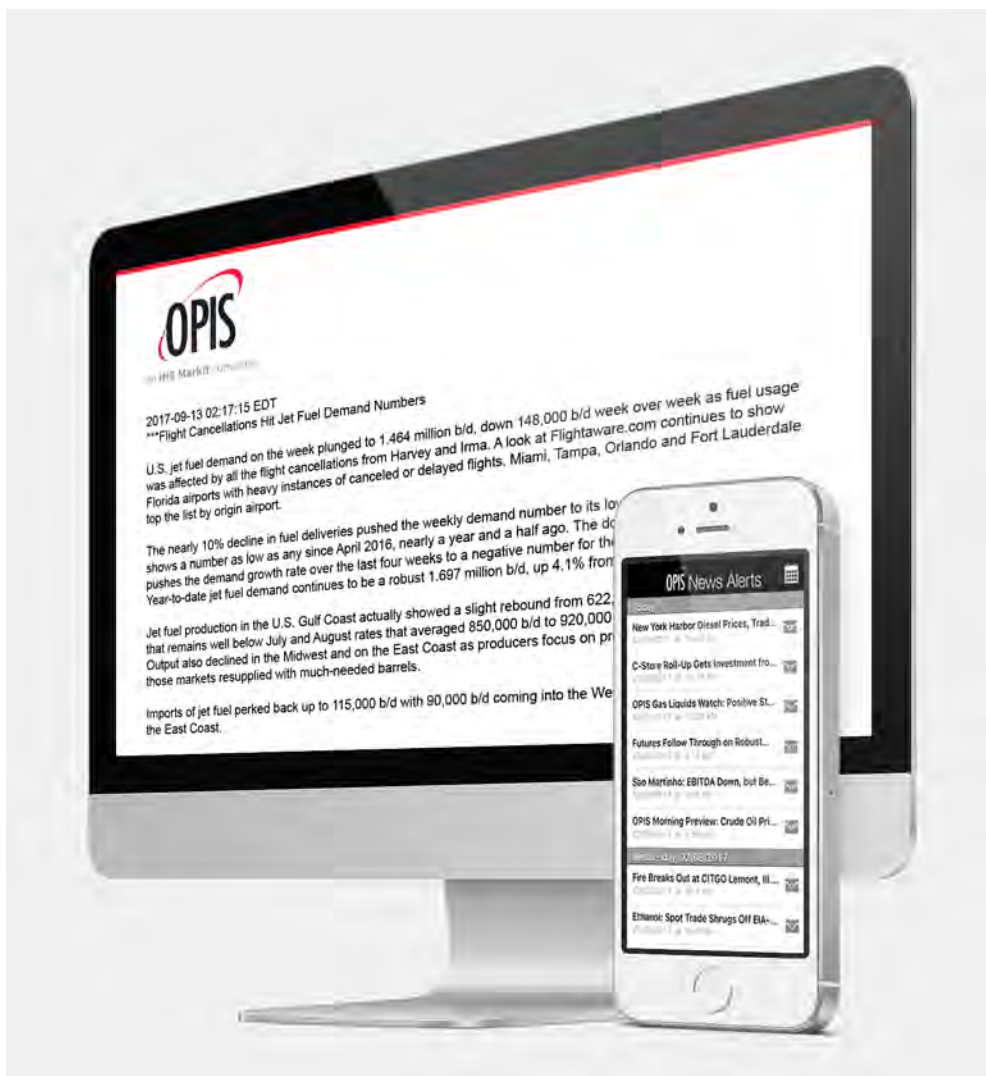 OPIS
an IHS Markit company
2017-09-13 02:17:15 EDT
***Flight Cancellations Hit Jet Fuel Demand Numbers
U.S. jet fuel demand on the week plunged to 1.464 million b/d, down 148,000 b/d week over week as fuel usage
was affected by all the flight cancellations from Harvey and Irma. A look at Flightaware.com continues to show
Florida airports with heavy instances of canceled or delayed flights. Miami, Tampa, Orlando and Fort Lauderdale
top the list by origin airport.
The nearly 10% decline in fuel deliveries pushed the weekly demand number to its lo
shows a number as low as any since April 2016, nearly a year and a half ago. The do
pushes the demand growth rate over the last four weeks to a negative number for the
Year-to-date jet fuel demand continues to be a robust 1.697 million b/d, up 4.1% from
Jet fuel production in the U.S. Gulf Coast actually showed a slight rebound from 622,
that remains well below July and August rates that averaged 850,000 b/d to 920,000
Output also declined in the Midwest and on the East Coast as producers focus on pr
those markets resupplied with much-needed barrels.
Imports of jet fuel perked back up to 115,000 b/d with 90,000 b/d coming into the We
the East Coast.
OPIS News Alerts
Today
New York Harbor Diesel Prices, Trad...
C-Store Roll-Up Gets Investment fro...
OPIS Gas Liquids Watch: Positive St...
Futures Follow Through on Robust...
Sao Martinho: EBITDA Down, but Be...
OPIS Morning Preview: Crude Oil Pri...
Fire Breaks Out at CITGO Lemont, Ill....
Ethanol: Spot Trade Shrugs Off EIA-...